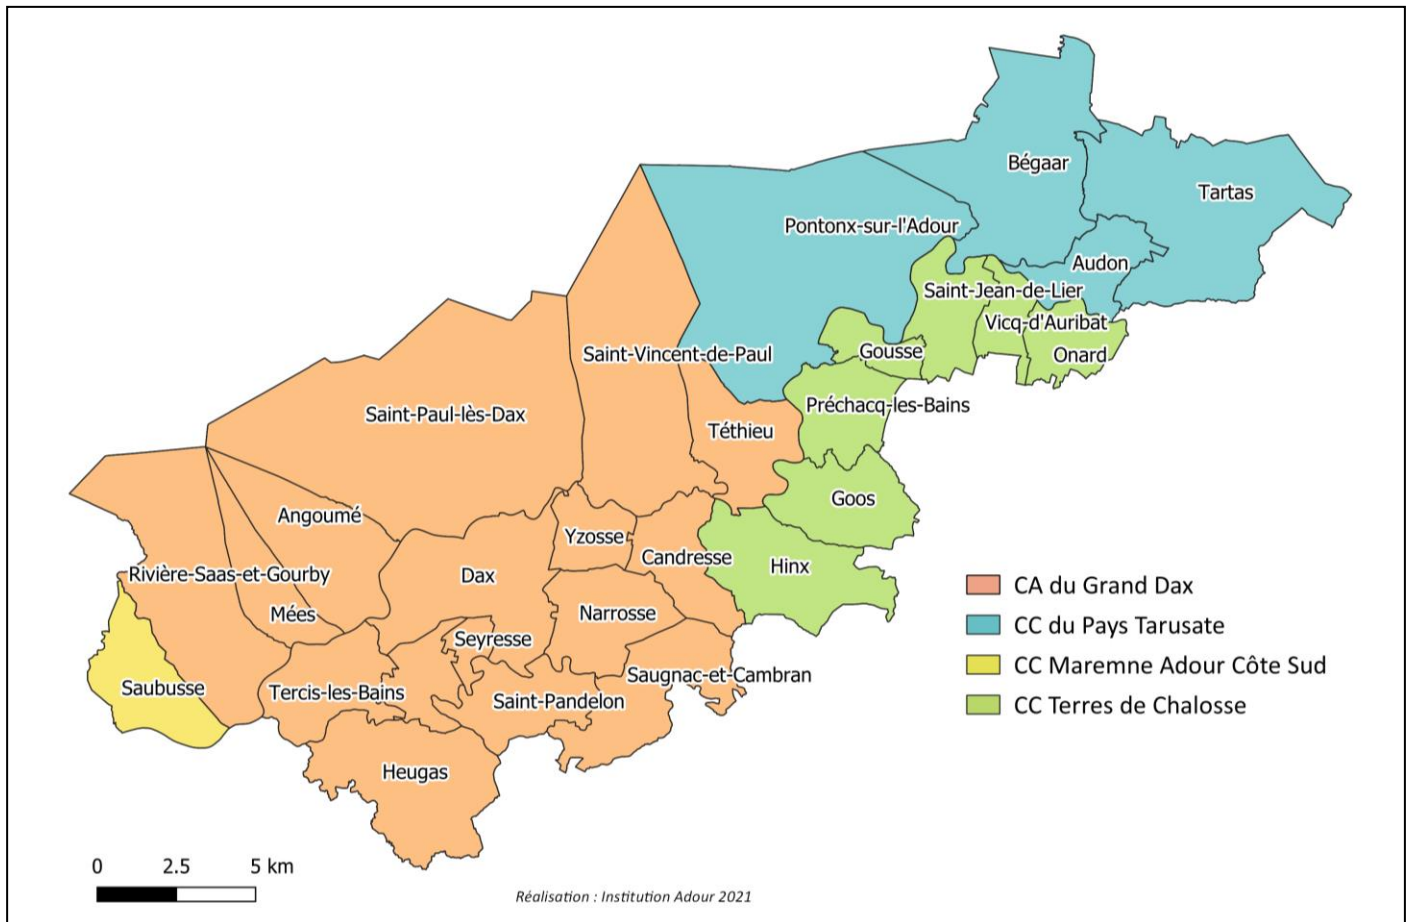 Bégaar
Tartas
Pontonx-sur-l'Adour
Audon
Saint-Jean-de-Lier
Vicq-d'Auribat
Saint-Vincent-de-Paul
Gousse
Onard
Préchacq-les-Bains
Saint-Paul-lès-Dax
Téthieu
Goos
Angoumé
Yzosse
Candresse
Hinx
Rivière-Saas-et-Gourby
Dax
Mées
Narrosse
Seyresse
Saugnac-et-Cambran
Saubusse
Tercis-les-Bains
Saint-Pandelon
Heugas
CA du Grand Dax
CC du Pays Tarusate
CC Maremne Adour Côte Sud
CC Terres de Chalosse
0 2.5 5 km
Réalisation : Institution Adour 2021